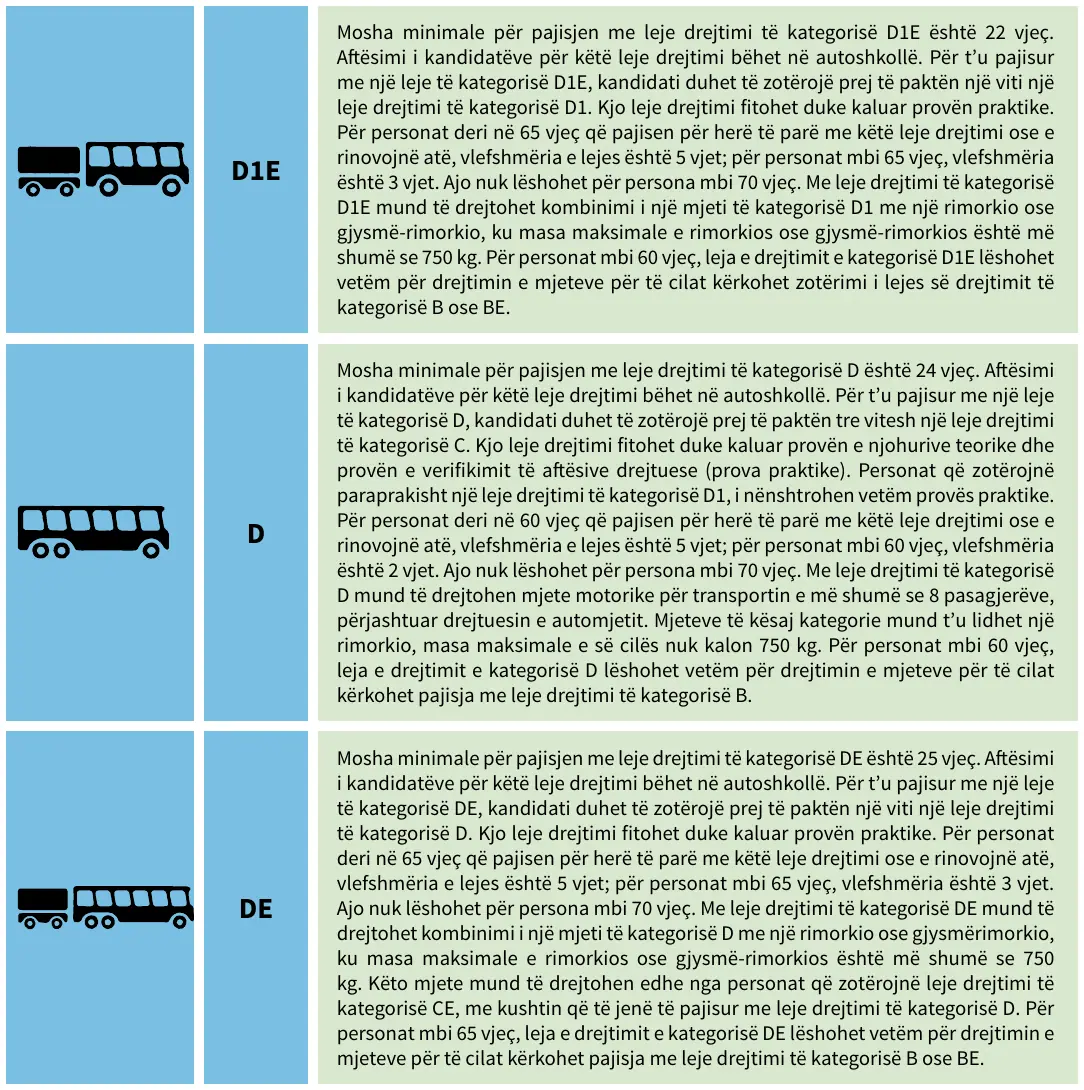 D1E
Mosha minimale për pajisjen me leje drejtimi të kategorisë D1E është 22 vjeç.
Aftësimi i kandidatëve për këtë leje drejtimi bëhet në autoshkollë. Për t’u pajisur
me një leje të kategorisë D1E, kandidati duhet të zotërojë prej të paktën një viti një
leje drejtimi të kategorisë D1. Kjo leje drejtimi fitohet duke kaluar provën praktike.
Për personat deri në 65 vjeç që pajisen për herë të parë me këtë leje drejtimi ose e
rinovojnë atë, vlefshmëria e lejes është 5 vjet; për personat mbi 65 vjeç, vlefshmëria
është 3 vjet. Ajo nuk lëshohet për persona mbi 70 vjeç. Me leje drejtimi të kategorisë
D1E mund të drejtohet kombinimi i një mjeti të kategorisë D1 me një rimorkio ose
gjysmë-rimorkio, ku masa maksimale e rimorkios ose gjysmë-rimorkios është më
shumë se 750 kg. Për personat mbi 60 vjeç, leja e drejtimit e kategorisë D1E lëshohet
vetëm për drejtimin e mjeteve për të cilat kërkohet zotërimi i lejes së drejtimit të
kategorisë B ose BE.
D
Mosha minimale për pajisjen me leje drejtimi të kategorisë D është 24 vjeç. Aftësimi
i kandidatëve për këtë leje drejtimi bëhet në autoshkollë. Për t’u pajisur me një leje
të kategorisë D, kandidati duhet të zotërojë prej të paktën tre vitesh një leje drejtimi
të kategorisë C. Kjo leje drejtimi fitohet duke kaluar provën e njohurive teorike dhe
provën e verifikimit të aftësive drejtuese (prova praktike). Personat që zotërojnë
paraprakisht një leje drejtimi të kategorisë D1, i nënshtrohen vetëm provës praktike.
Për personat deri në 60 vjeç që pajisen për herë të parë me këtë leje drejtimi ose e
rinovojnë atë, vlefshmëria e lejes është 5 vjet; për personat mbi 60 vjeç, vlefshmëria
është 2 vjet. Ajo nuk lëshohet për persona mbi 70 vjeç. Me leje drejtimi të kategorisë
D mund të drejtohen mjete motorike për transportin e më shumë se 8 pasagjerëve,
përjashtuar drejtuesin e automjetit. Mjeteve të kësaj kategorie mund t’u lidhet një
rimorkio, masa maksimale e së cilës nuk kalon 750 kg. Për personat mbi 60 vjeç,
leja e drejtimit e kategorisë D lëshohet vetëm për drejtimin e mjeteve për të cilat
kërkohet pajisja me leje drejtimi të kategorisë B.
DE
Mosha minimale për pajisjen me leje drejtimi të kategorisë DE është 25 vjeç. Aftësimi
i kandidatëve për këtë leje drejtimi bëhet në autoshkollë. Për t’u pajisur me një leje
të kategorisë DE, kandidati duhet të zotërojë prej të paktën një viti një leje drejtimi
të kategorisë D. Kjo leje drejtimi fitohet duke kaluar provën praktike. Për personat
deri në 65 vjeç që pajisen për herë të parë me këtë leje drejtimi ose e rinovojnë atë,
vlefshmëria e lejes është 5 vjet; për personat mbi 65 vjeç, vlefshmëria është 3 vjet.
Ajo nuk lëshohet për persona mbi 70 vjeç. Me leje drejtimi të kategorisë DE mund të
drejtohet kombinimi i një mjeti të kategorisë D me një rimorkio ose gjysmërimorkio,
ku masa maksimale e rimorkios ose gjysmë-rimorkios është më shumë se 750
kg. Këto mjete mund të drejtohen edhe nga personat që zotërojnë leje drejtimi të
kategorisë CE, me kushtin që të jenë të pajisur me leje drejtimi të kategorisë D. Për
personat mbi 65 vjeç, leja e drejtimit e kategorisë DE lëshohet vetëm për drejtimin e
mjeteve për të cilat kërkohet pajisja me leje drejtimi të kategorisë B ose BE.